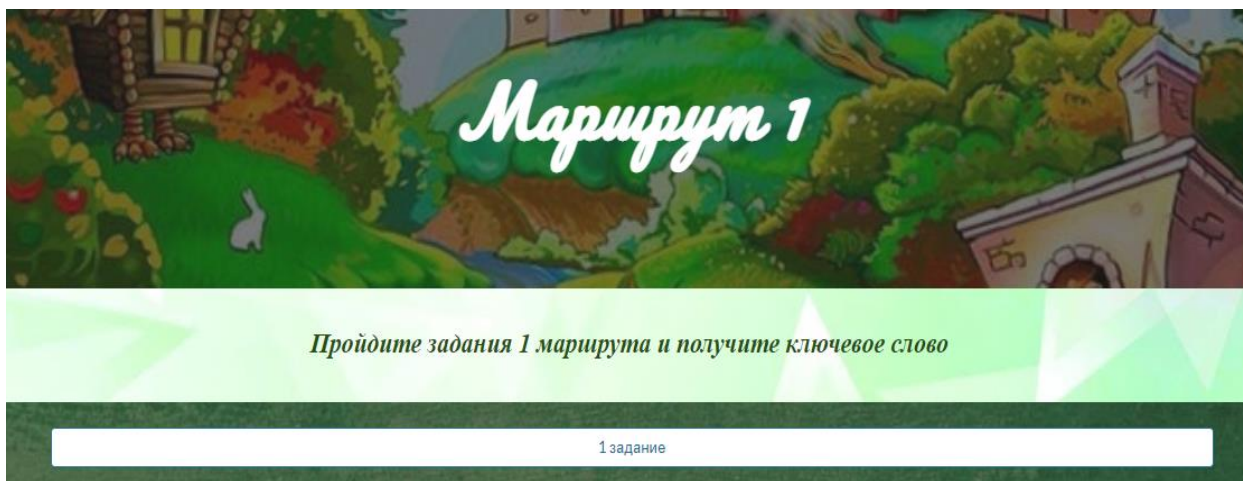 Маршрут 1
Пройдите задания 1 маршрута и получите ключевое слово
1 задание